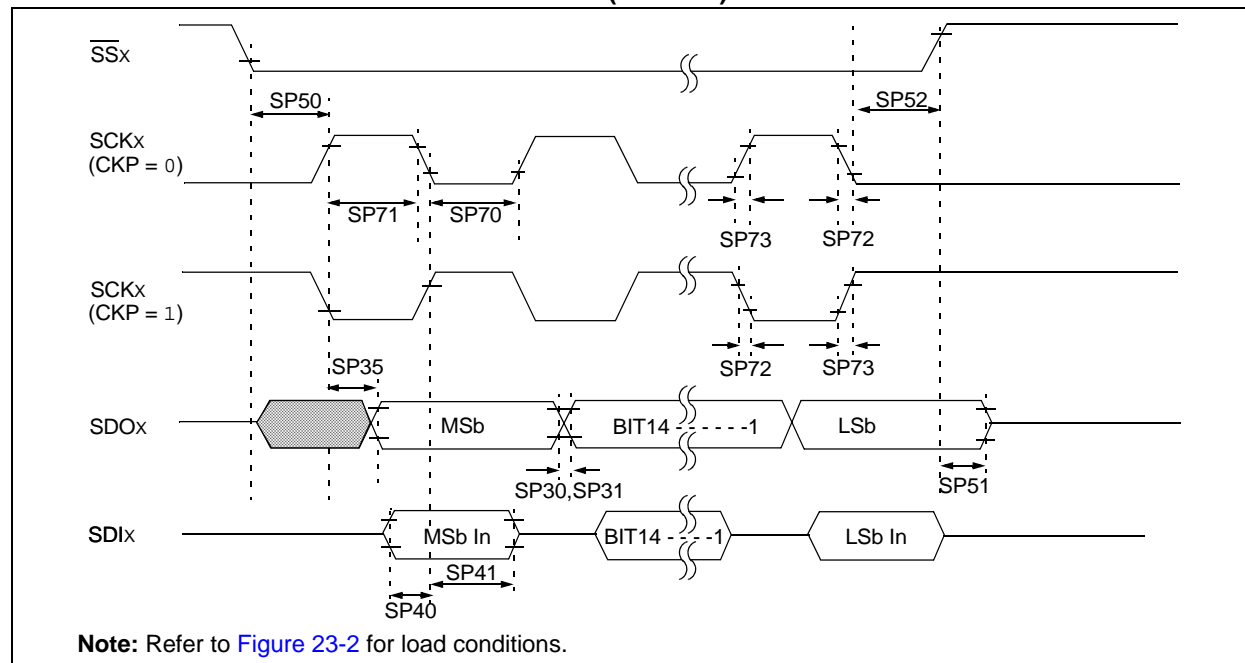 SSX
SP50
SP52
SCKX
(CKP = 0)
SP71
SP70
SP73
SP72
SCKX
(CKP = 1)
SP35
SP72
SP73
SDOX
MSb
BIT14 - - - - - -1
LSb
SP30,SP31
SP51
SDIX
MSb In
BIT14 - - - -1
LSb In
SP41
SP40
Note: Refer to Figure 23-2 for load conditions.